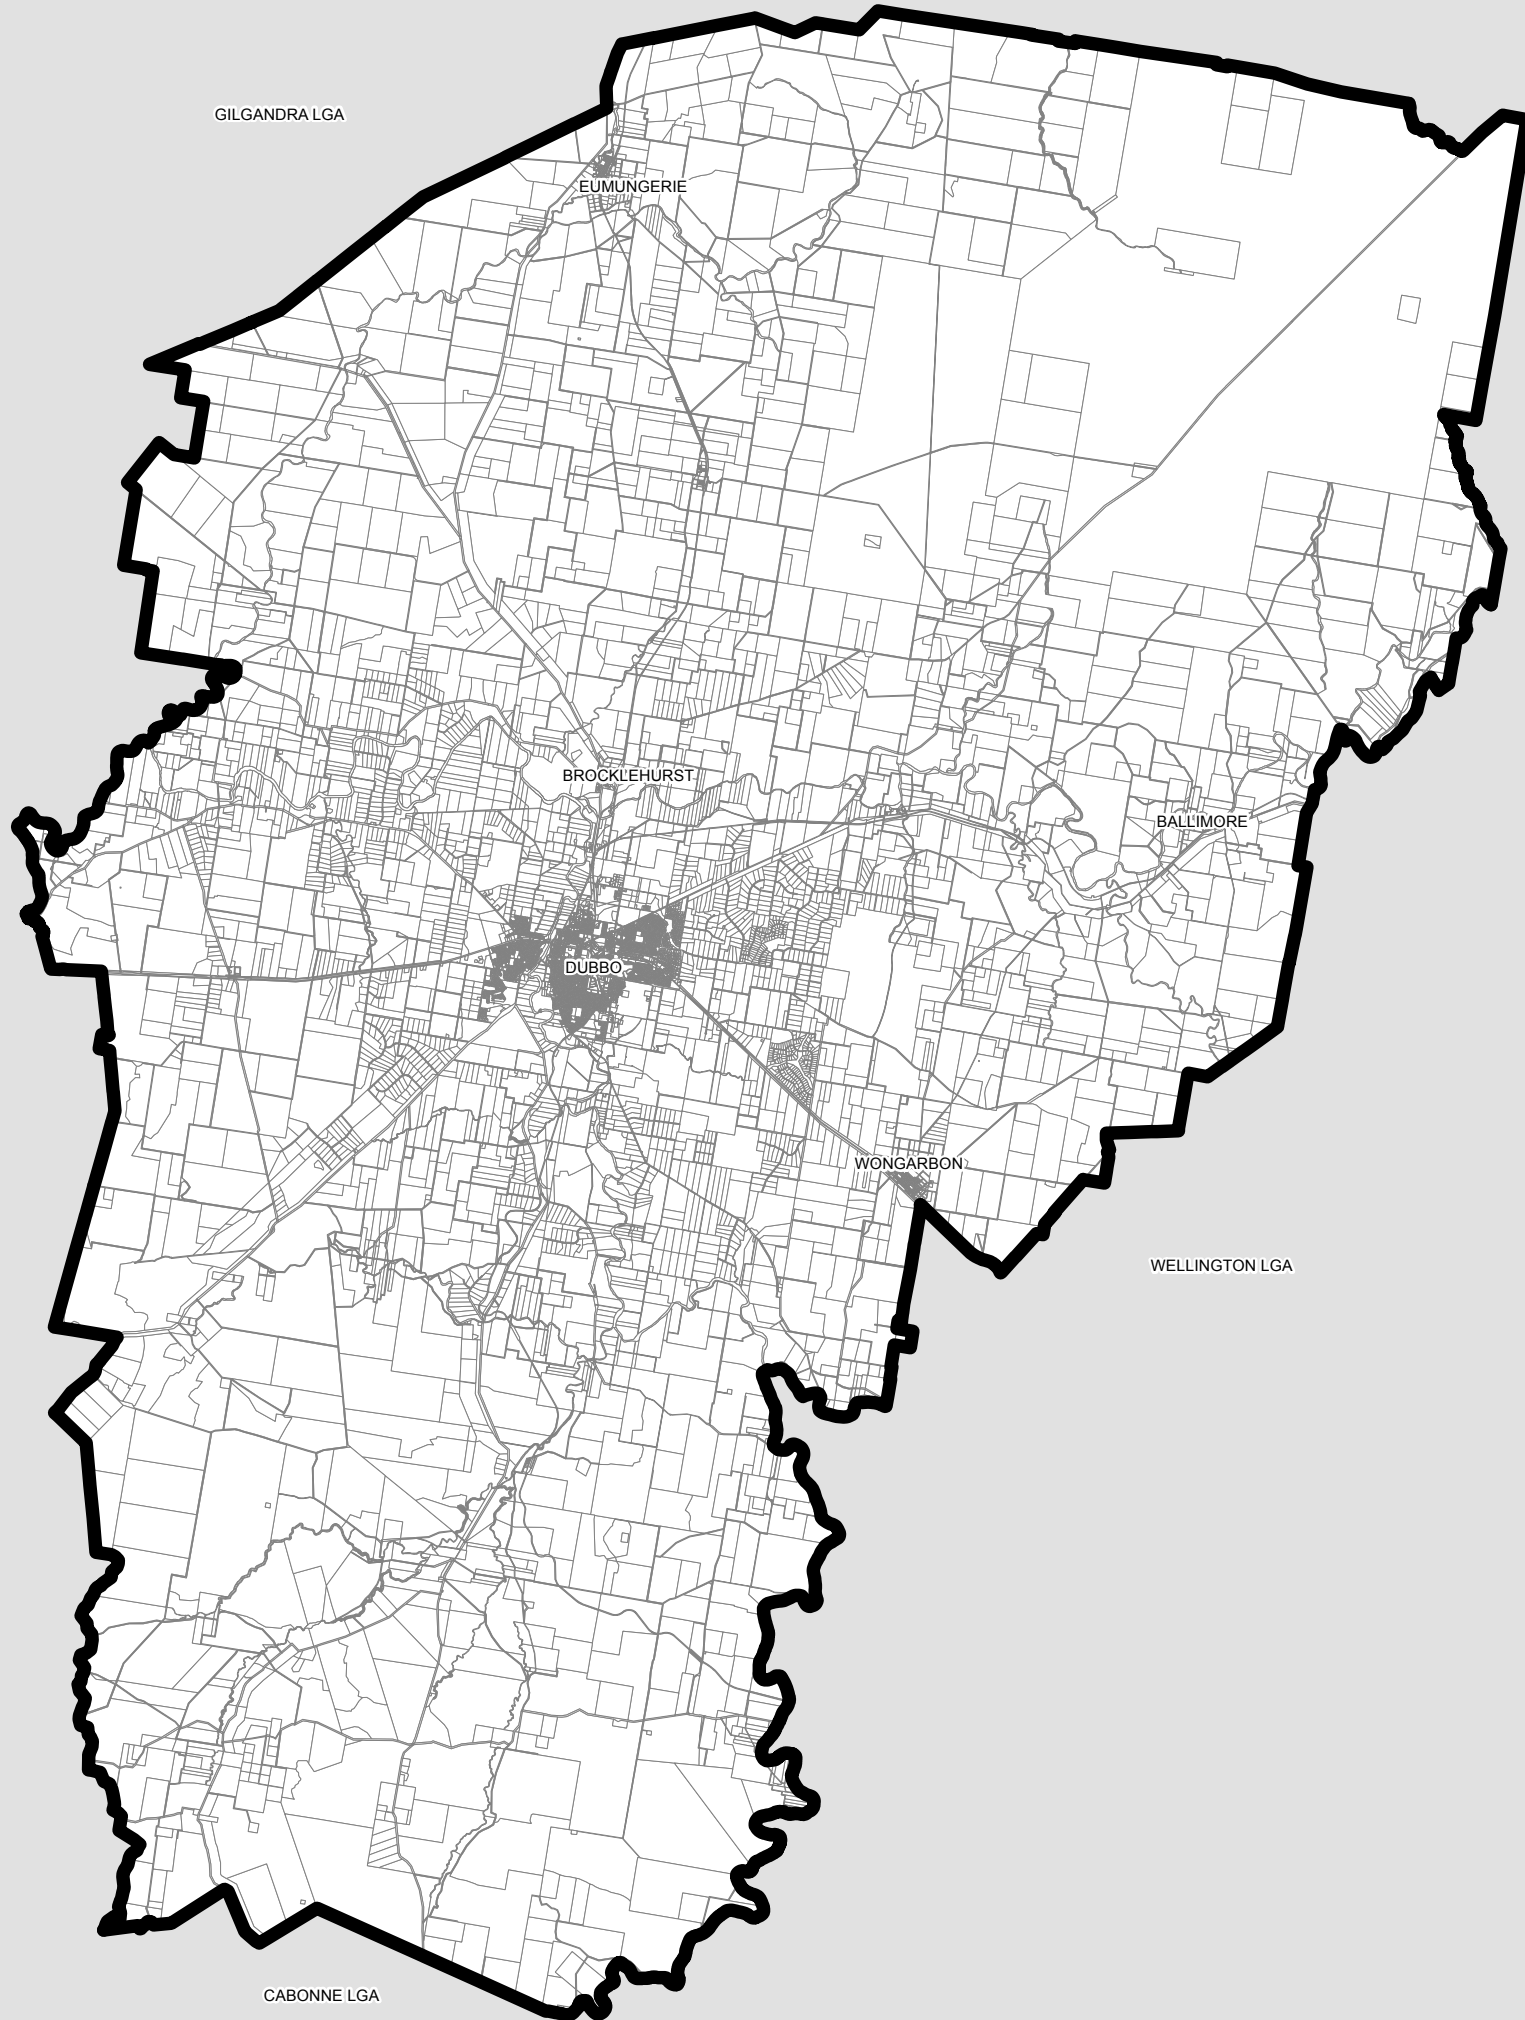 GILGANDRA LGA
EUMUNGERIE
BROCKLEHURST
BALLIMORE
DUBBO
WONGARBON
WELLINGTON LGA
CABONNE LGA